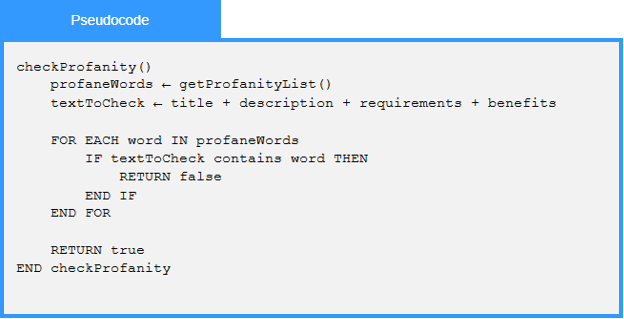 Pseudocode
checkProfanity()
    profaneWords ← getProfanityList()
    textToCheck ← title + description + requirements + benefits
    FOR EACH word IN profaneWords
        IF textToCheck contains word THEN
            RETURN false
        END IF
    END FOR
    RETURN true
END checkProfanity